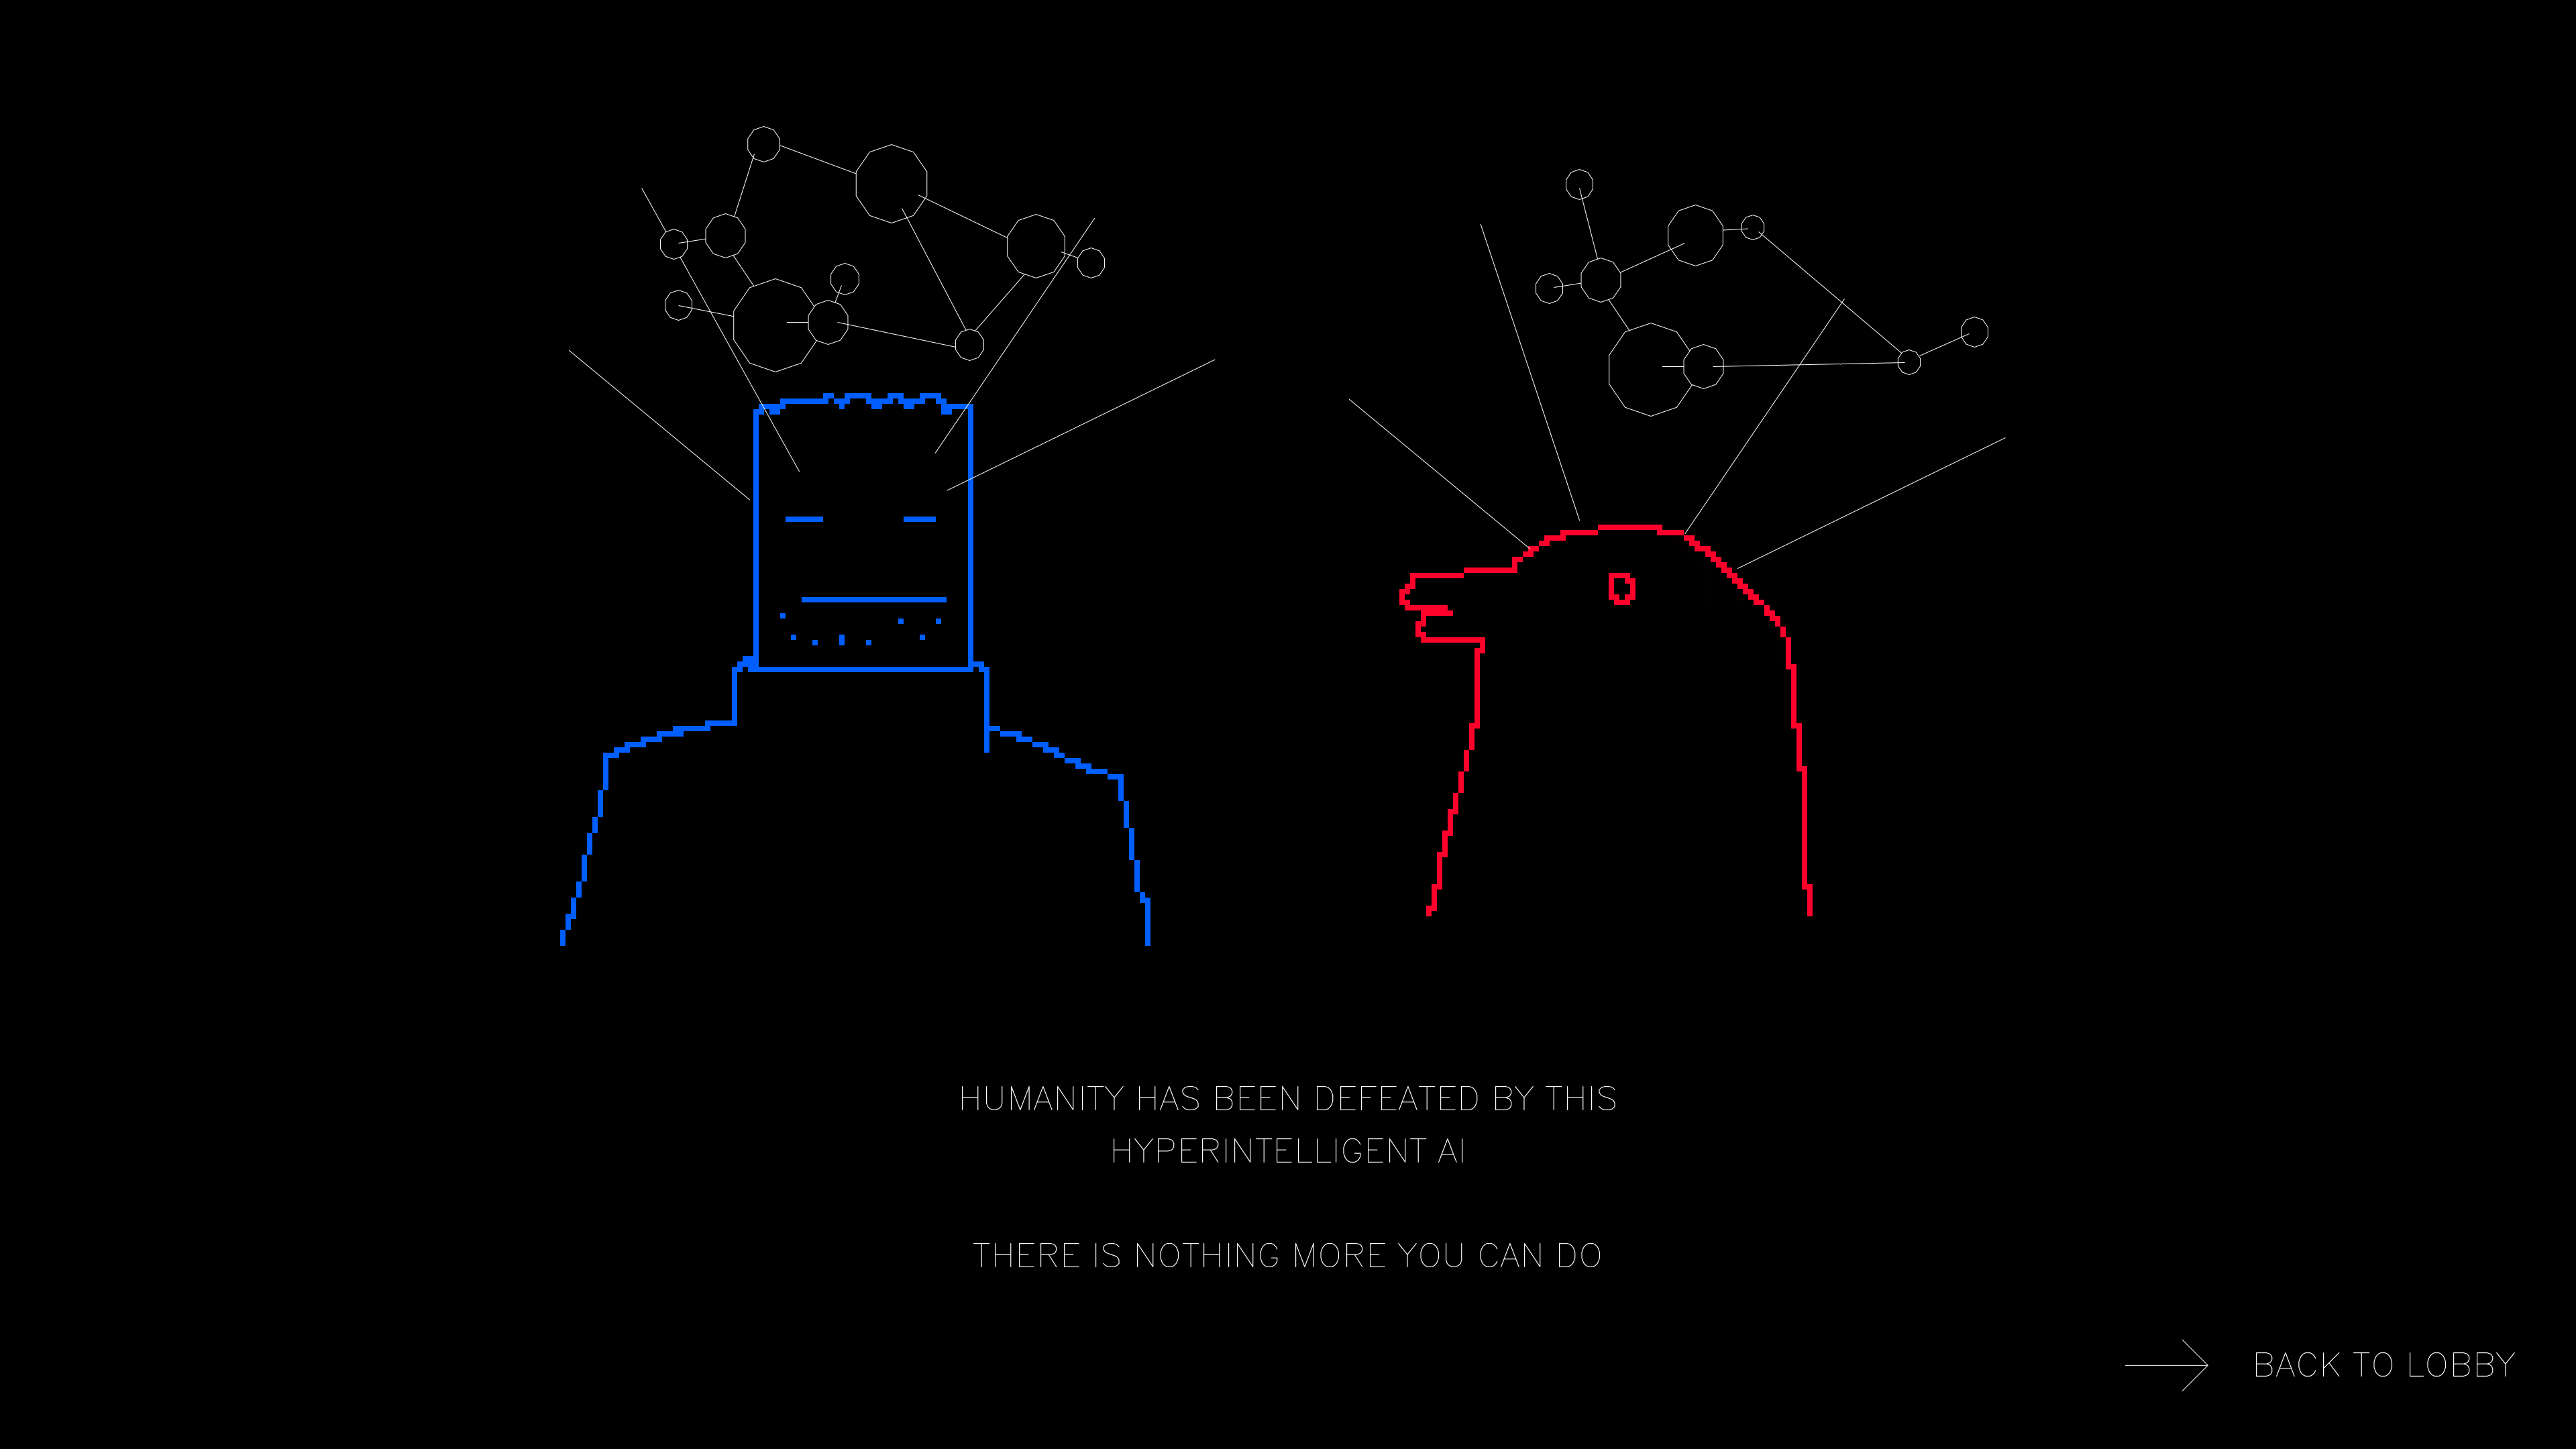 HUMANITY HAS BEEN DEFEATED BY THIS
HYPERINTELLIGENT AI
THERE IS NOTHING MORE YOU CAN DO
BACK TO LOBBY